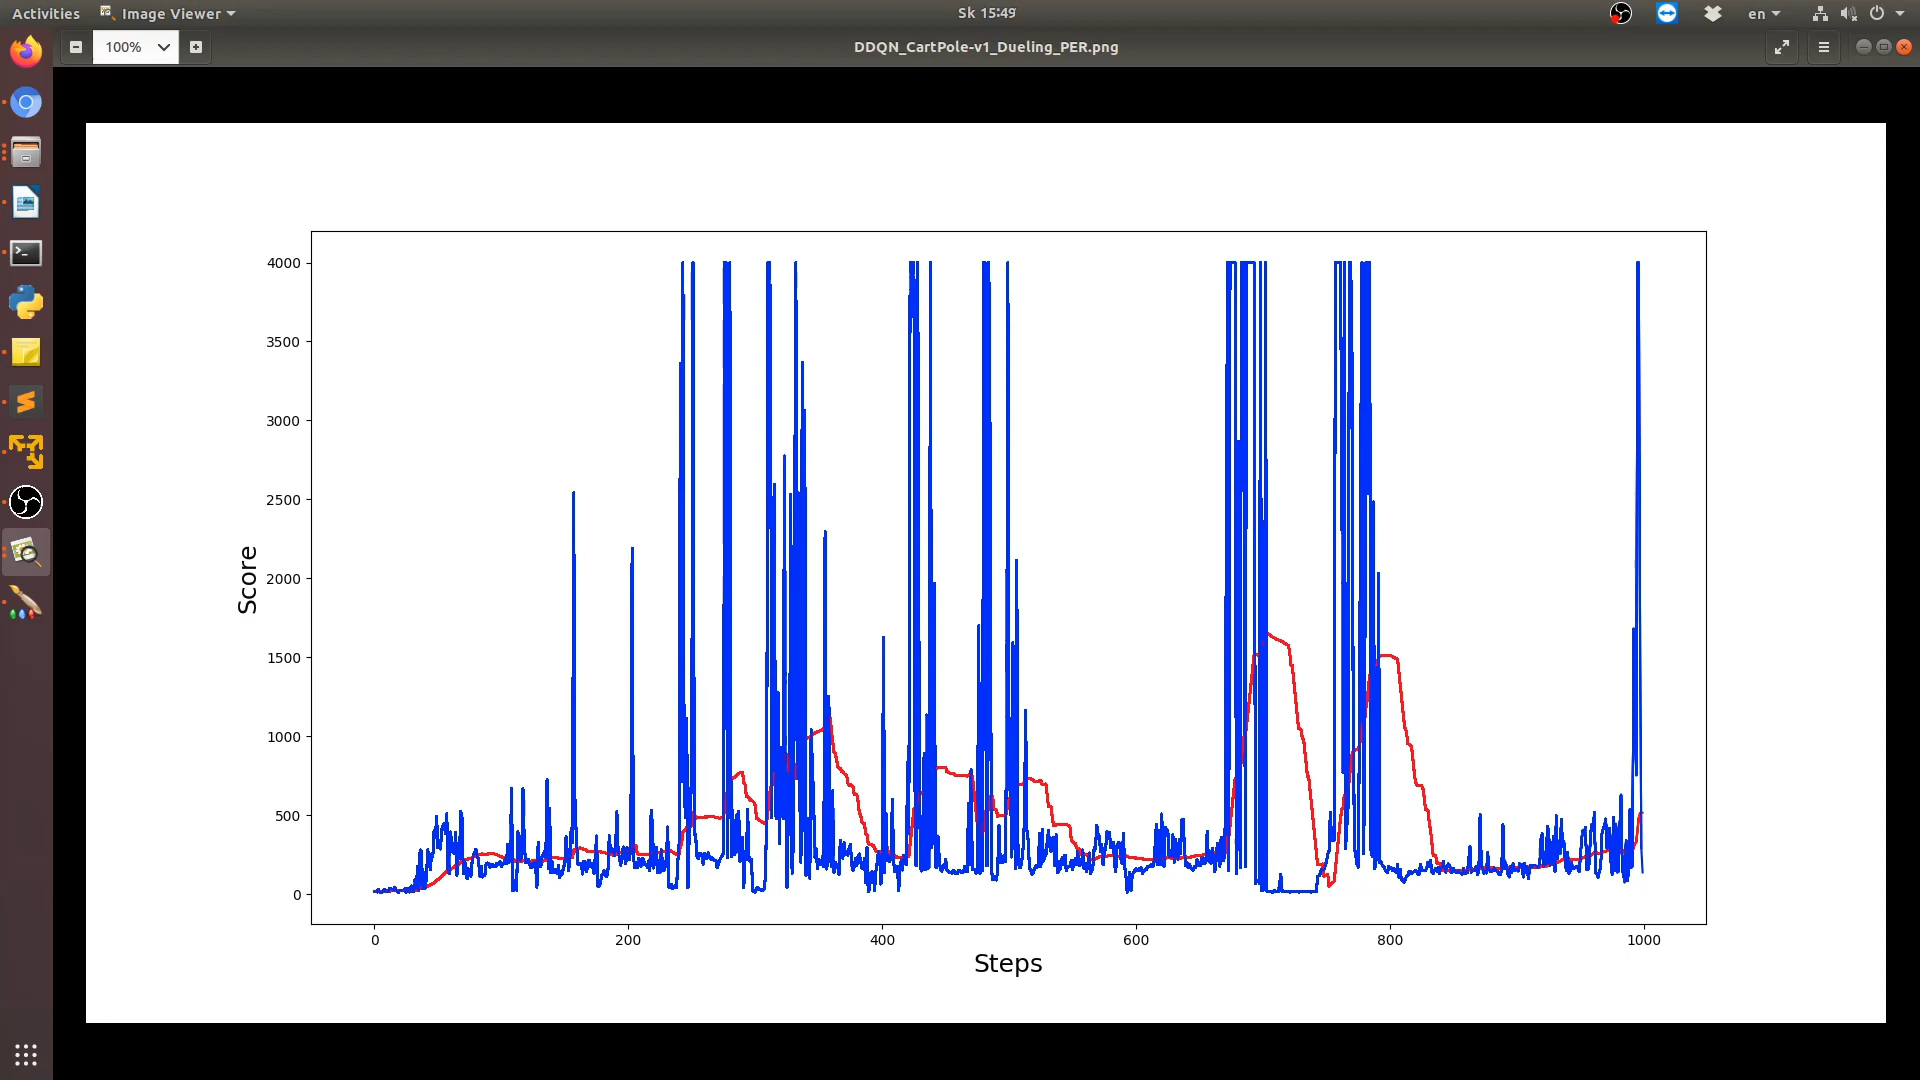 Activities Image Viewer Sk 15:49 en
100% DDQN_CartPole-v1_Dueling_PER.png
4000
3500
3000
2500
2000
1500
1000
500
0
Score
0 200 400 600 800 1000
Steps